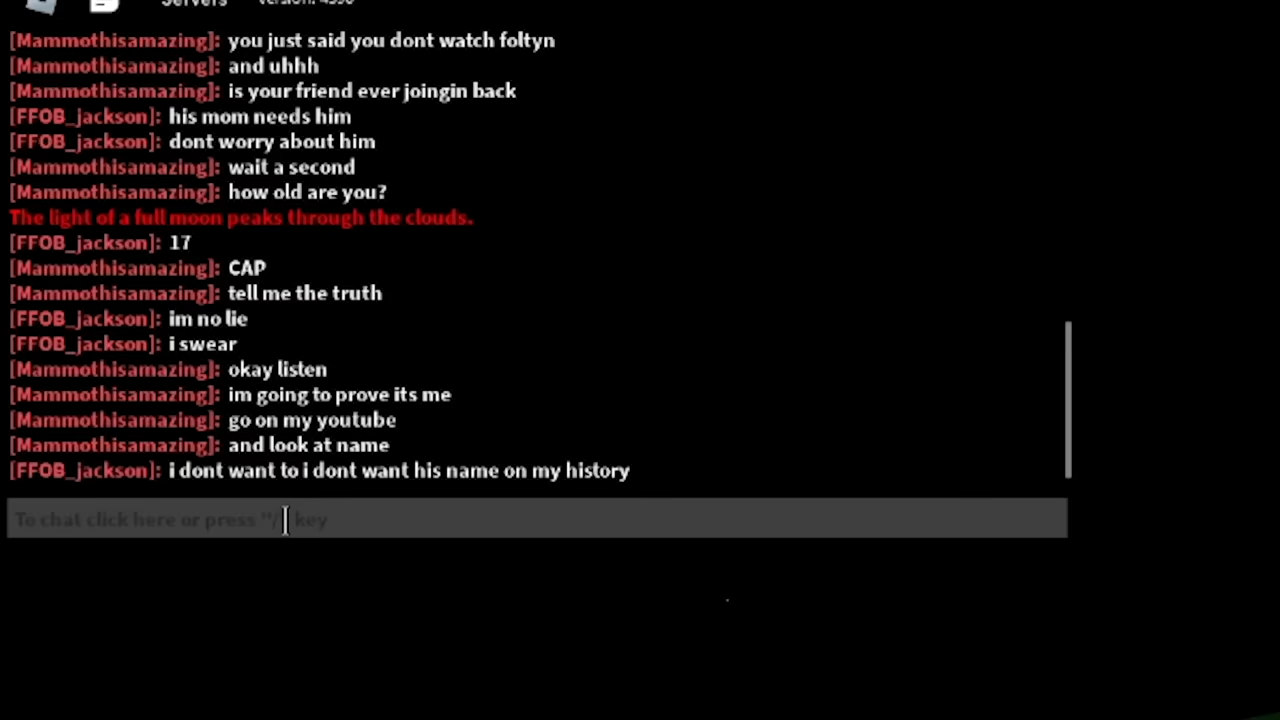 Servers
[Mammothisamazing]: you just said you dont watch foltyn
[Mammothisamazing]: and uhhh
[Mammothisamazing]: is your friend ever joingin back
[FFOB_jackson]: his mom needs him
[FFOB_jackson]: dont worry about him
[Mammothisamazing]: wait a second
[Mammothisamazing]: how old are you?
The light of a full moon peaks through the clouds.
[FFOB_jackson]: 17
[Mammothisamazing]: CAP
[Mammothisamazing]: tell me the truth
[FFOB_jackson]: im no lie
[FFOB_jackson]: i swear
[Mammothisamazing]: okay listen
[Mammothisamazing]: im going to prove its me
[Mammothisamazing]: go on my youtube
[Mammothisamazing]: and look at name
[FFOB_jackson]: i dont want to i dont want his name on my history
To chat click here or press "/" key